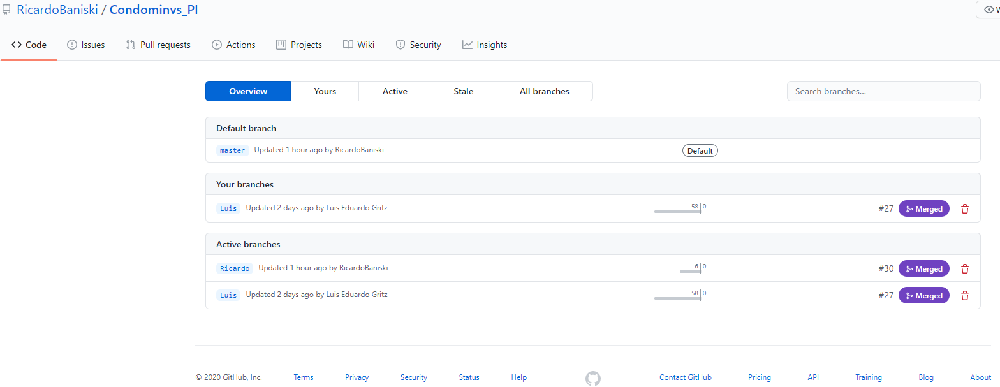 RicardoBaniski / Condominvs_PI
Code Issues Pull requests Actions Projects Wiki Security Insights
Overview Yours Active Stale All branches Search branches...
Default branch
master Updated 1 hour ago by RicardoBaniski Default
Your branches
Luis Updated 2 days ago by Luis Eduardo Gritz 58 0 #27 Merged
Active branches
Ricardo Updated 1 hour ago by RicardoBaniski 6 0 #30 Merged
Luis Updated 2 days ago by Luis Eduardo Gritz 58 0 #27 Merged
© 2020 GitHub, Inc. Terms Privacy Security Status Help Contact GitHub Pricing API Training Blog About